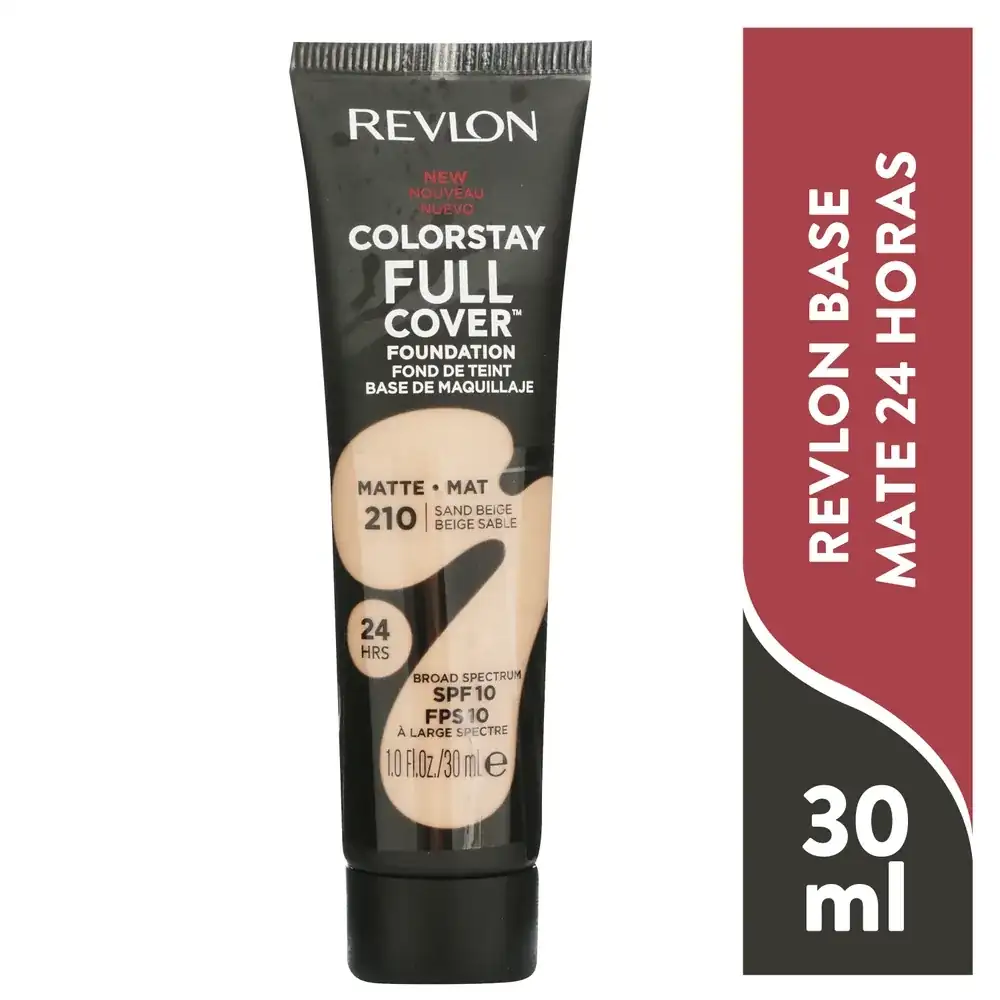 REVLON
NEW
NOUVEAU
NUEVO
COLORSTAY
FULL
COVER™
FOUNDATION
FOND DE TEINT
BASE DE MAQUILLAJE
MATTE • MAT
210 | SAND BEIGE
BEIGE SABLE
24
HRS
BROAD SPECTRUM
SPF 10
FPS 10
À LARGE SPECTRE
1.0 Fl.Oz./30 mL e
REVLON BASE
MATE 24 HORAS
30
ml